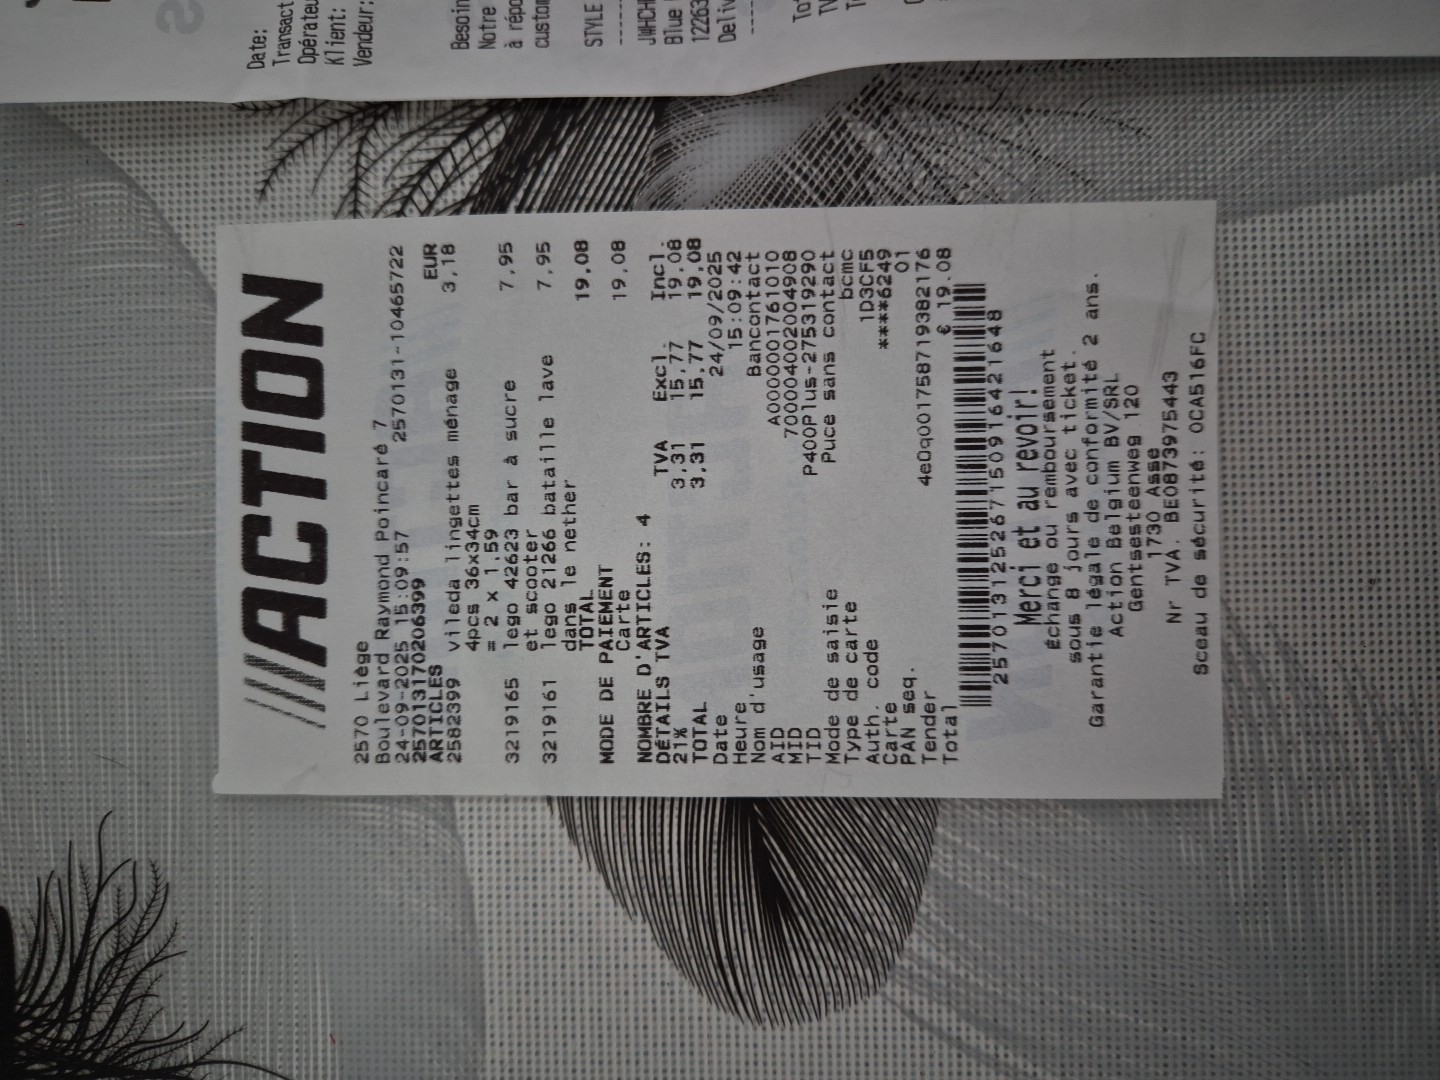 Date:
Transact
Opérateu
Klient:
Vendeur:
Besoin
Notre
à répo
custom
STYLE
JWHCH
Blue
12263
Deliv
ACTION
2570 Liège
Boulevard Raymond Poincaré 7
24-09-2025 15:09:57 2570131-10465722
2570131702063​99
ARTICLES EUR
2582399 vileda lingettes ménage 3,18
4pcs 36x34cm
= 2 x 1.59
3219165 lego 42623 bar à sucre 7,95
et scooter
3219161 lego 21266 bataille lave 7,95
dans le nether
TOTAL 19,08
MODE DE PAIEMENT
Carte 19,08
NOMBRE D'ARTICLES: 4
DÉTAILS TVA TVA Excl. Incl.
21% 3,31 15,77 19,08
TOTAL 3,31 15,77 19,08
Date 24/09/2025
Heure 15:09:42
Nom d'usage Bancontact
AID A0000001761010
MID 70004002004908
TID P400Plus-275319290
Mode de saisie Puce sans contact
Type de carte bcmc
Auth. code 1D3CF5
Carte ****6249
PAN seq. 01
Tender 4e0q001758719382176
Total € 19.08
2570131252671509164216​48
Merci et au revoir!
Échange ou remboursement
sous 8 jours avec ticket.
Garantie légale de conformité 2 ans.
Action Belgium BV/SRL
Gentsesteenweg 120
1730 Asse
Nr TVA. BE0873975443
Sceau de sécurité: 0CA516FC